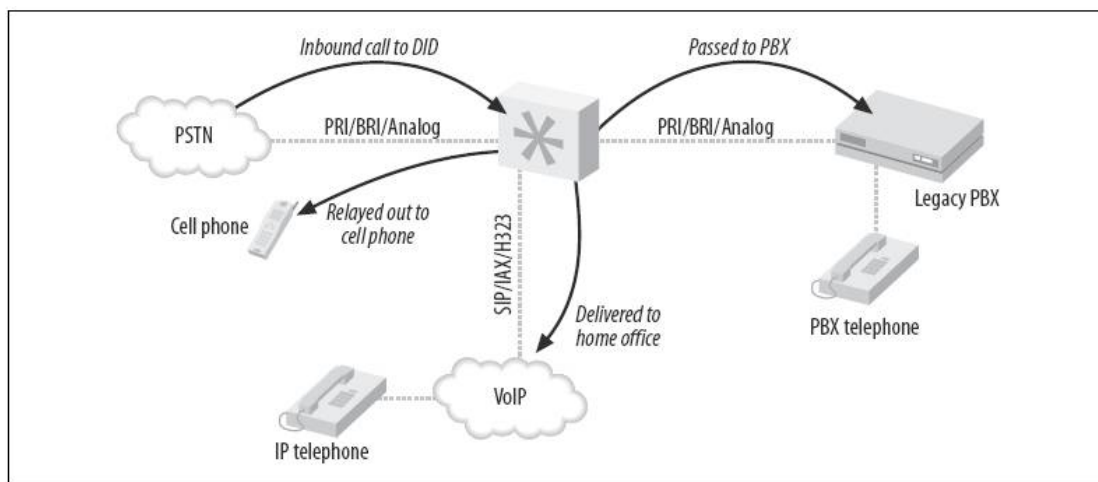 Inbound call to DID
Passed to PBX
PSTN
PRI/BRI/Analog
PRI/BRI/Analog
Legacy PBX
Cell phone
Relayed out to
cell phone
SIP/IAX/H323
Delivered to
home office
PBX telephone
VoIP
IP telephone